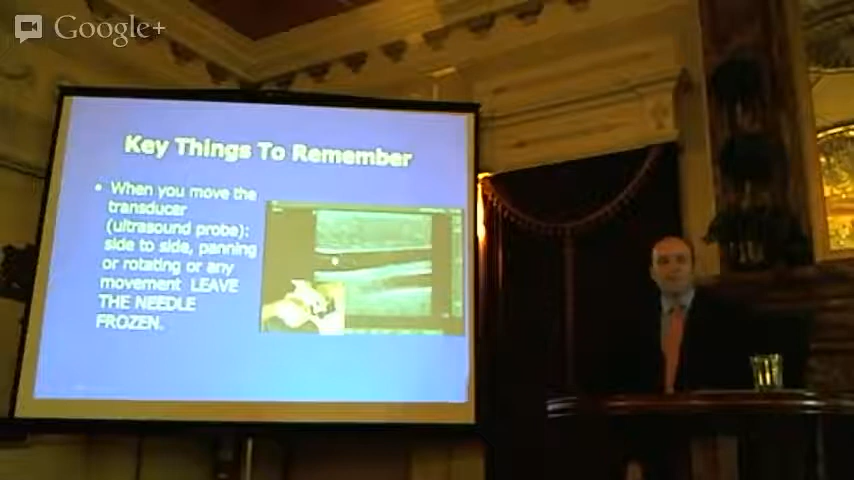 Google+
Key Things To Remember
• When you move the
transducer
(ultrasound probe):
side to side, panning
or rotating or any
movement LEAVE
THE NEEDLE
FROZEN.